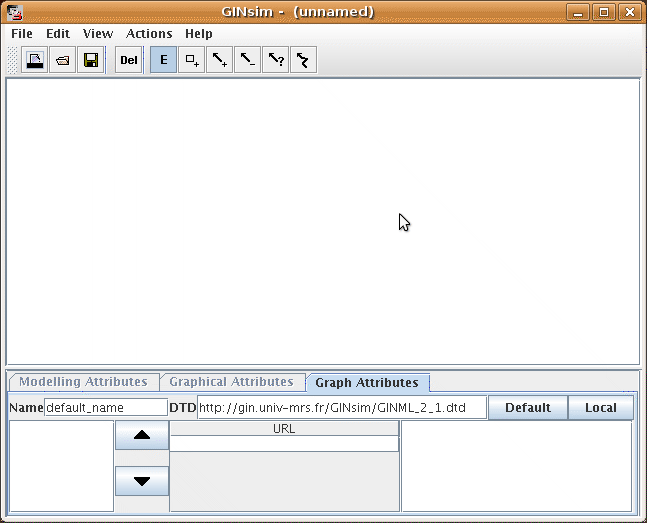 GINsim - (unnamed)
File Edit View Actions Help
Del E + + - ?
Modelling Attributes Graphical Attributes Graph Attributes
Name default_name DTD http://gin.univ-mrs.fr/GINsim/GINML_2_1.dtd Default Local
URL